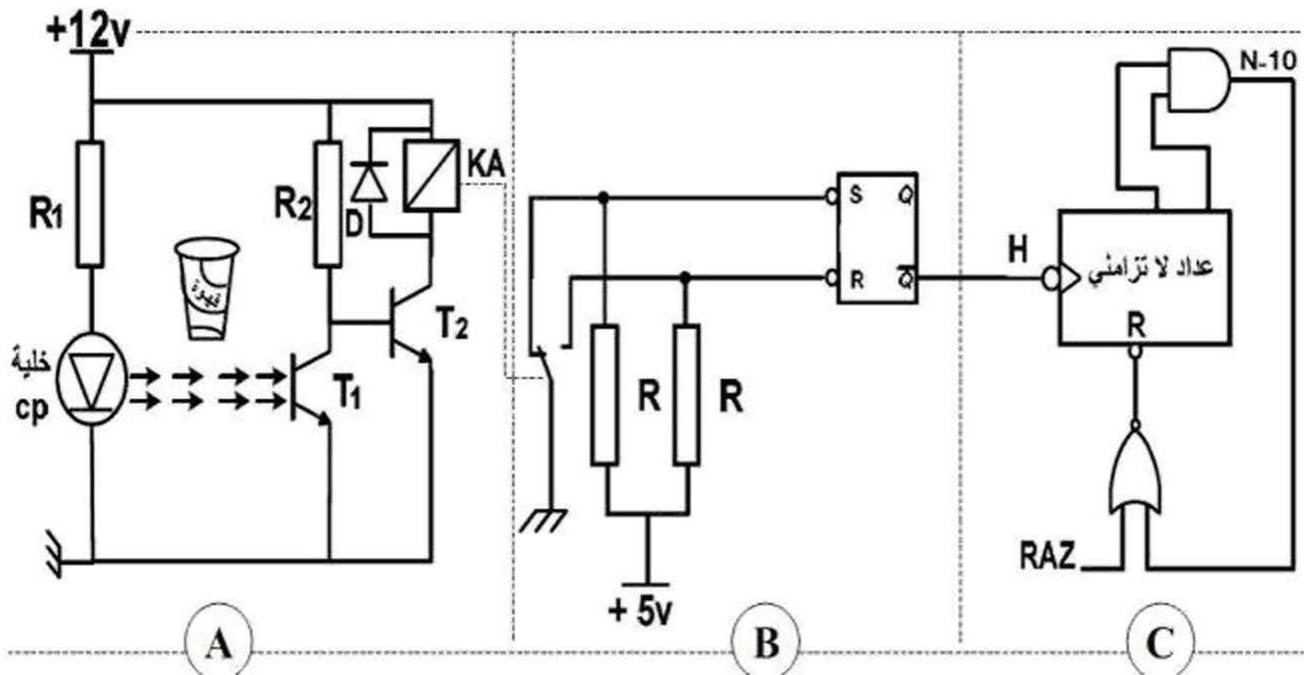 +12v
R1
R2
D
KA
قهوة
خلية
cp
T1
T2
A
S
Q
R
Q̅
R
R
+ 5v
B
N-10
H
عداد لا تزامني
R
RAZ
C